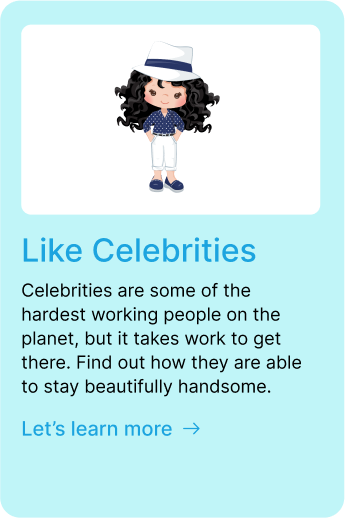 Like Celebrities
Celebrities are some of the
hardest working people on the
planet, but it takes work to get
there. Find out how they are able
to stay beautifully handsome.
Let’s learn more →